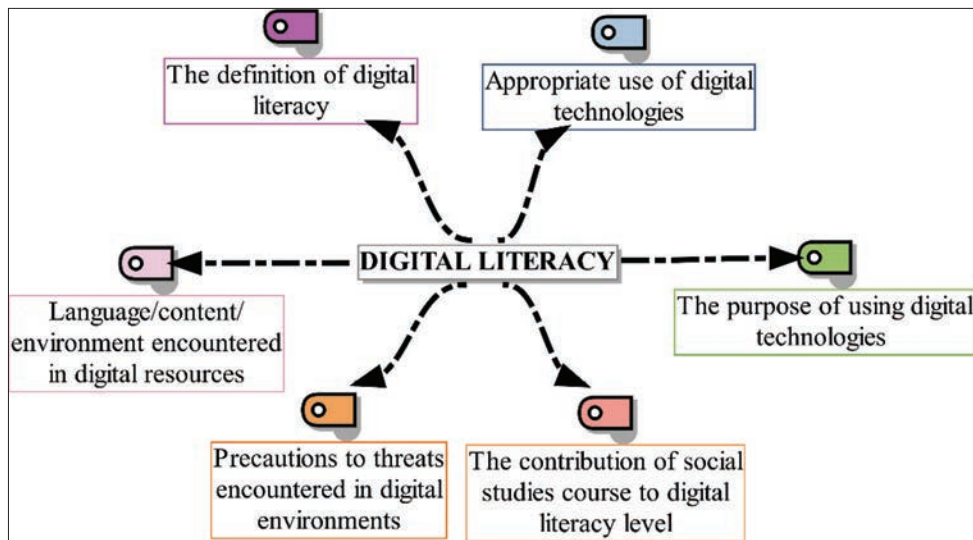 The definition of digital
literacy
Appropriate use of digital
technologies
DIGITAL LITERACY
Language/content/
environment encountered
in digital resources
The purpose of using digital
technologies
Precautions to threats
encountered in digital
environments
The contribution of social
studies course to digital
literacy level